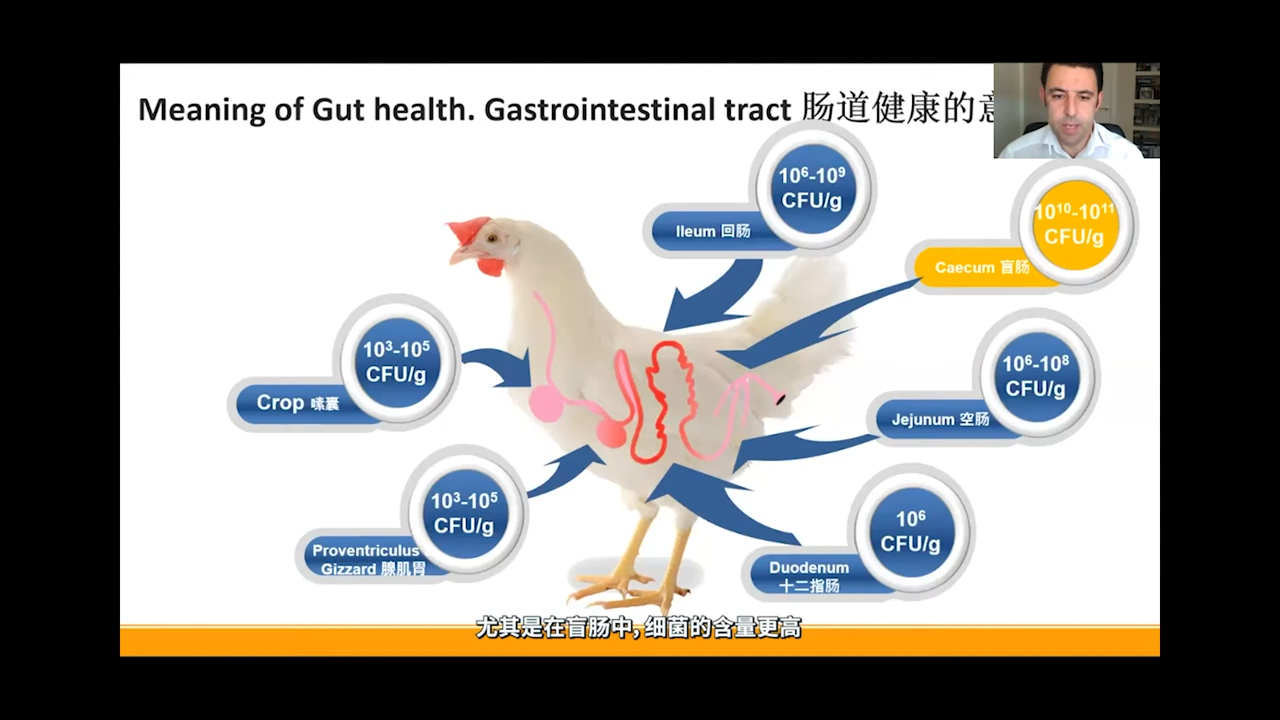 Meaning of Gut health. Gastrointestinal tract 肠道健康的意
10⁶-10⁹
CFU/g
Ileum 回肠
10¹⁰-10¹¹
CFU/g
Caecum 盲肠
10³-10⁵
CFU/g
Crop 嗉囊
10⁶-10⁸
CFU/g
Jejunum 空肠
10³-10⁵
CFU/g
Proventriculus
Gizzard 腺肌胃
10⁶
CFU/g
Duodenum
十二指肠
尤其是在盲肠中, 细菌的含量更高